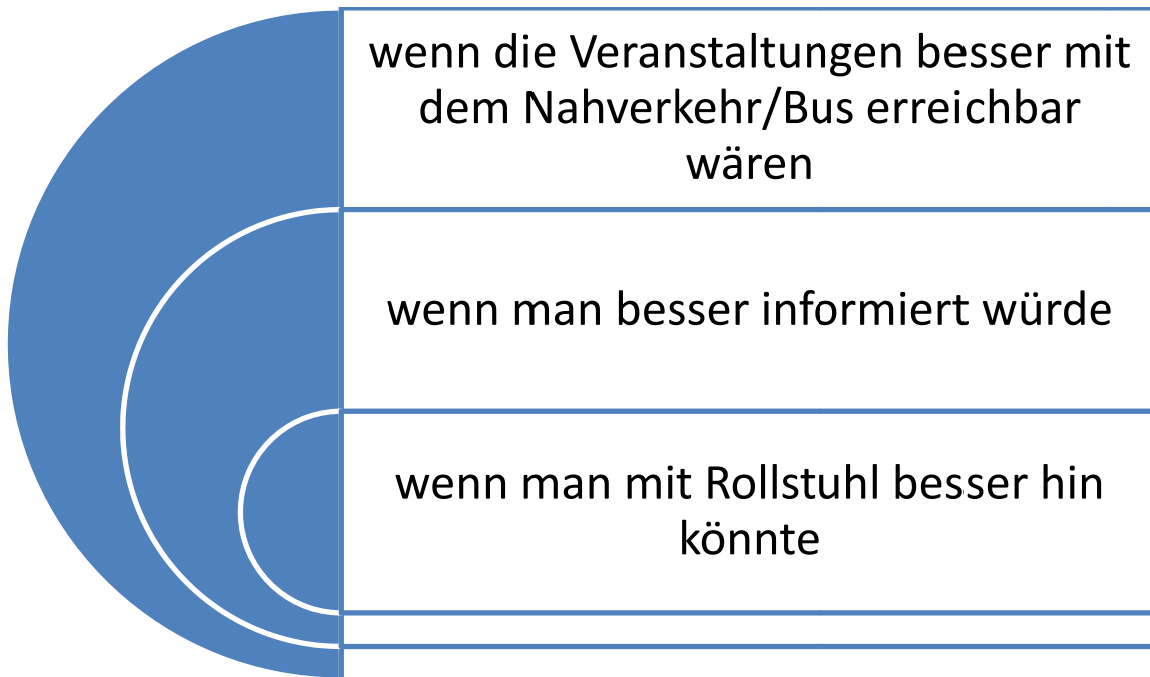 wenn die Veranstaltungen besser mit
dem Nahverkehr/Bus erreichbar
wären
wenn man besser informiert würde
wenn man mit Rollstuhl besser hin
könnte